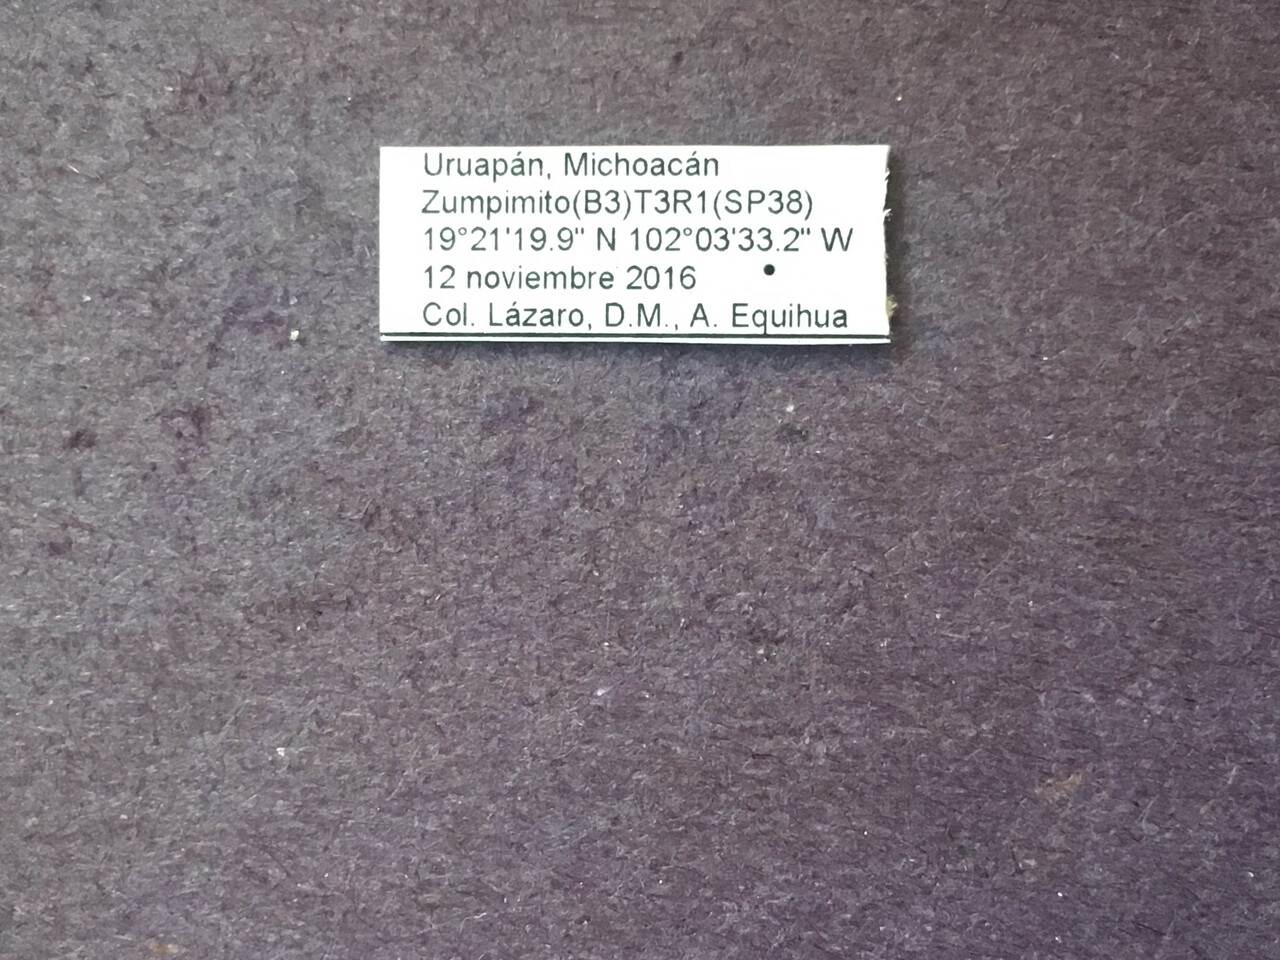 Uruapán, Michoacán
Zumpimito(B3)T3R1(SP38)
19°21'19.9" N 102°03'33.2" W
12 noviembre 2016
Col. Lázaro, D.M., A. Equihua